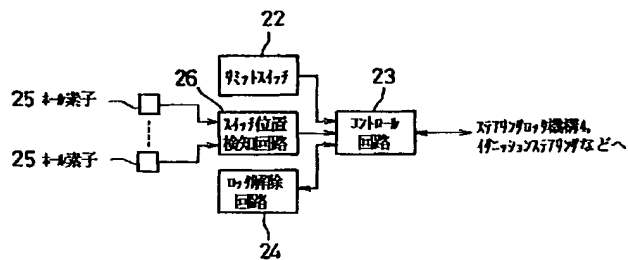 22
リミットスイッチ
26
23
25 ホール素子
スイッチ位置
検知回路
コントロール
回路
ステアリングロック機構4,
イグニッションステアリングなどへ
25 ホール素子
ロック解除
回路
24